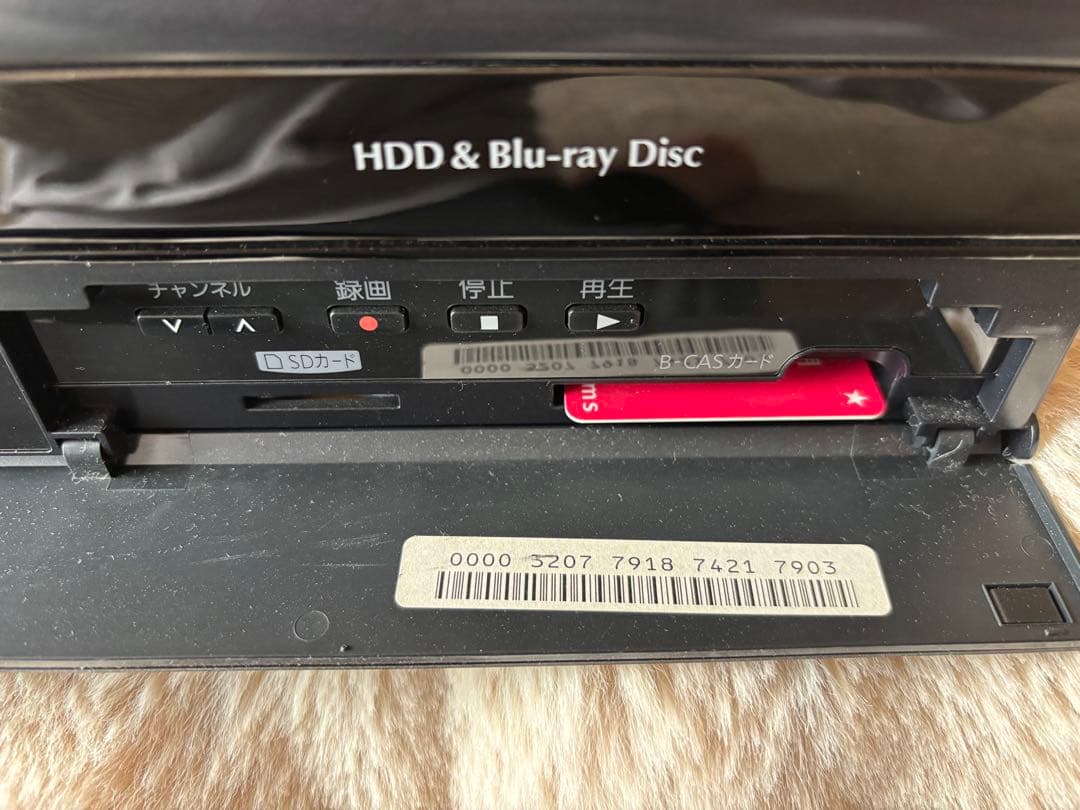 HDD & Blu-ray Disc
チャンネル 録画 停止 再生
SDカード
B-CASカード
ms
0000 5207 7918 7421 7903